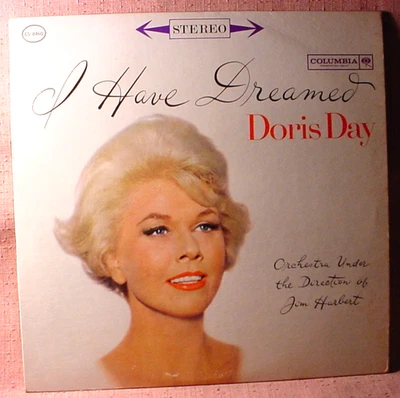 STEREO
COLUMBIA
I Have Dreamed
Doris Day
Orchestra Under
the Direction of
Jim Harbert